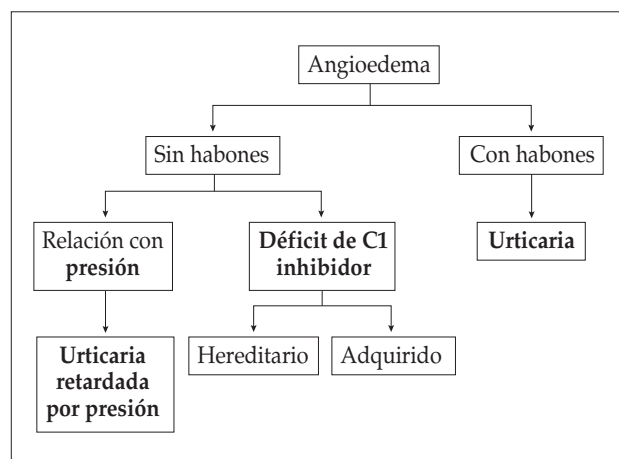 Angioedema
Sin habones
Con habones
Relación con
presión
Déficit de C1
inhibidor
Urticaria
Urticaria
retardada
por presión
Hereditario
Adquirido